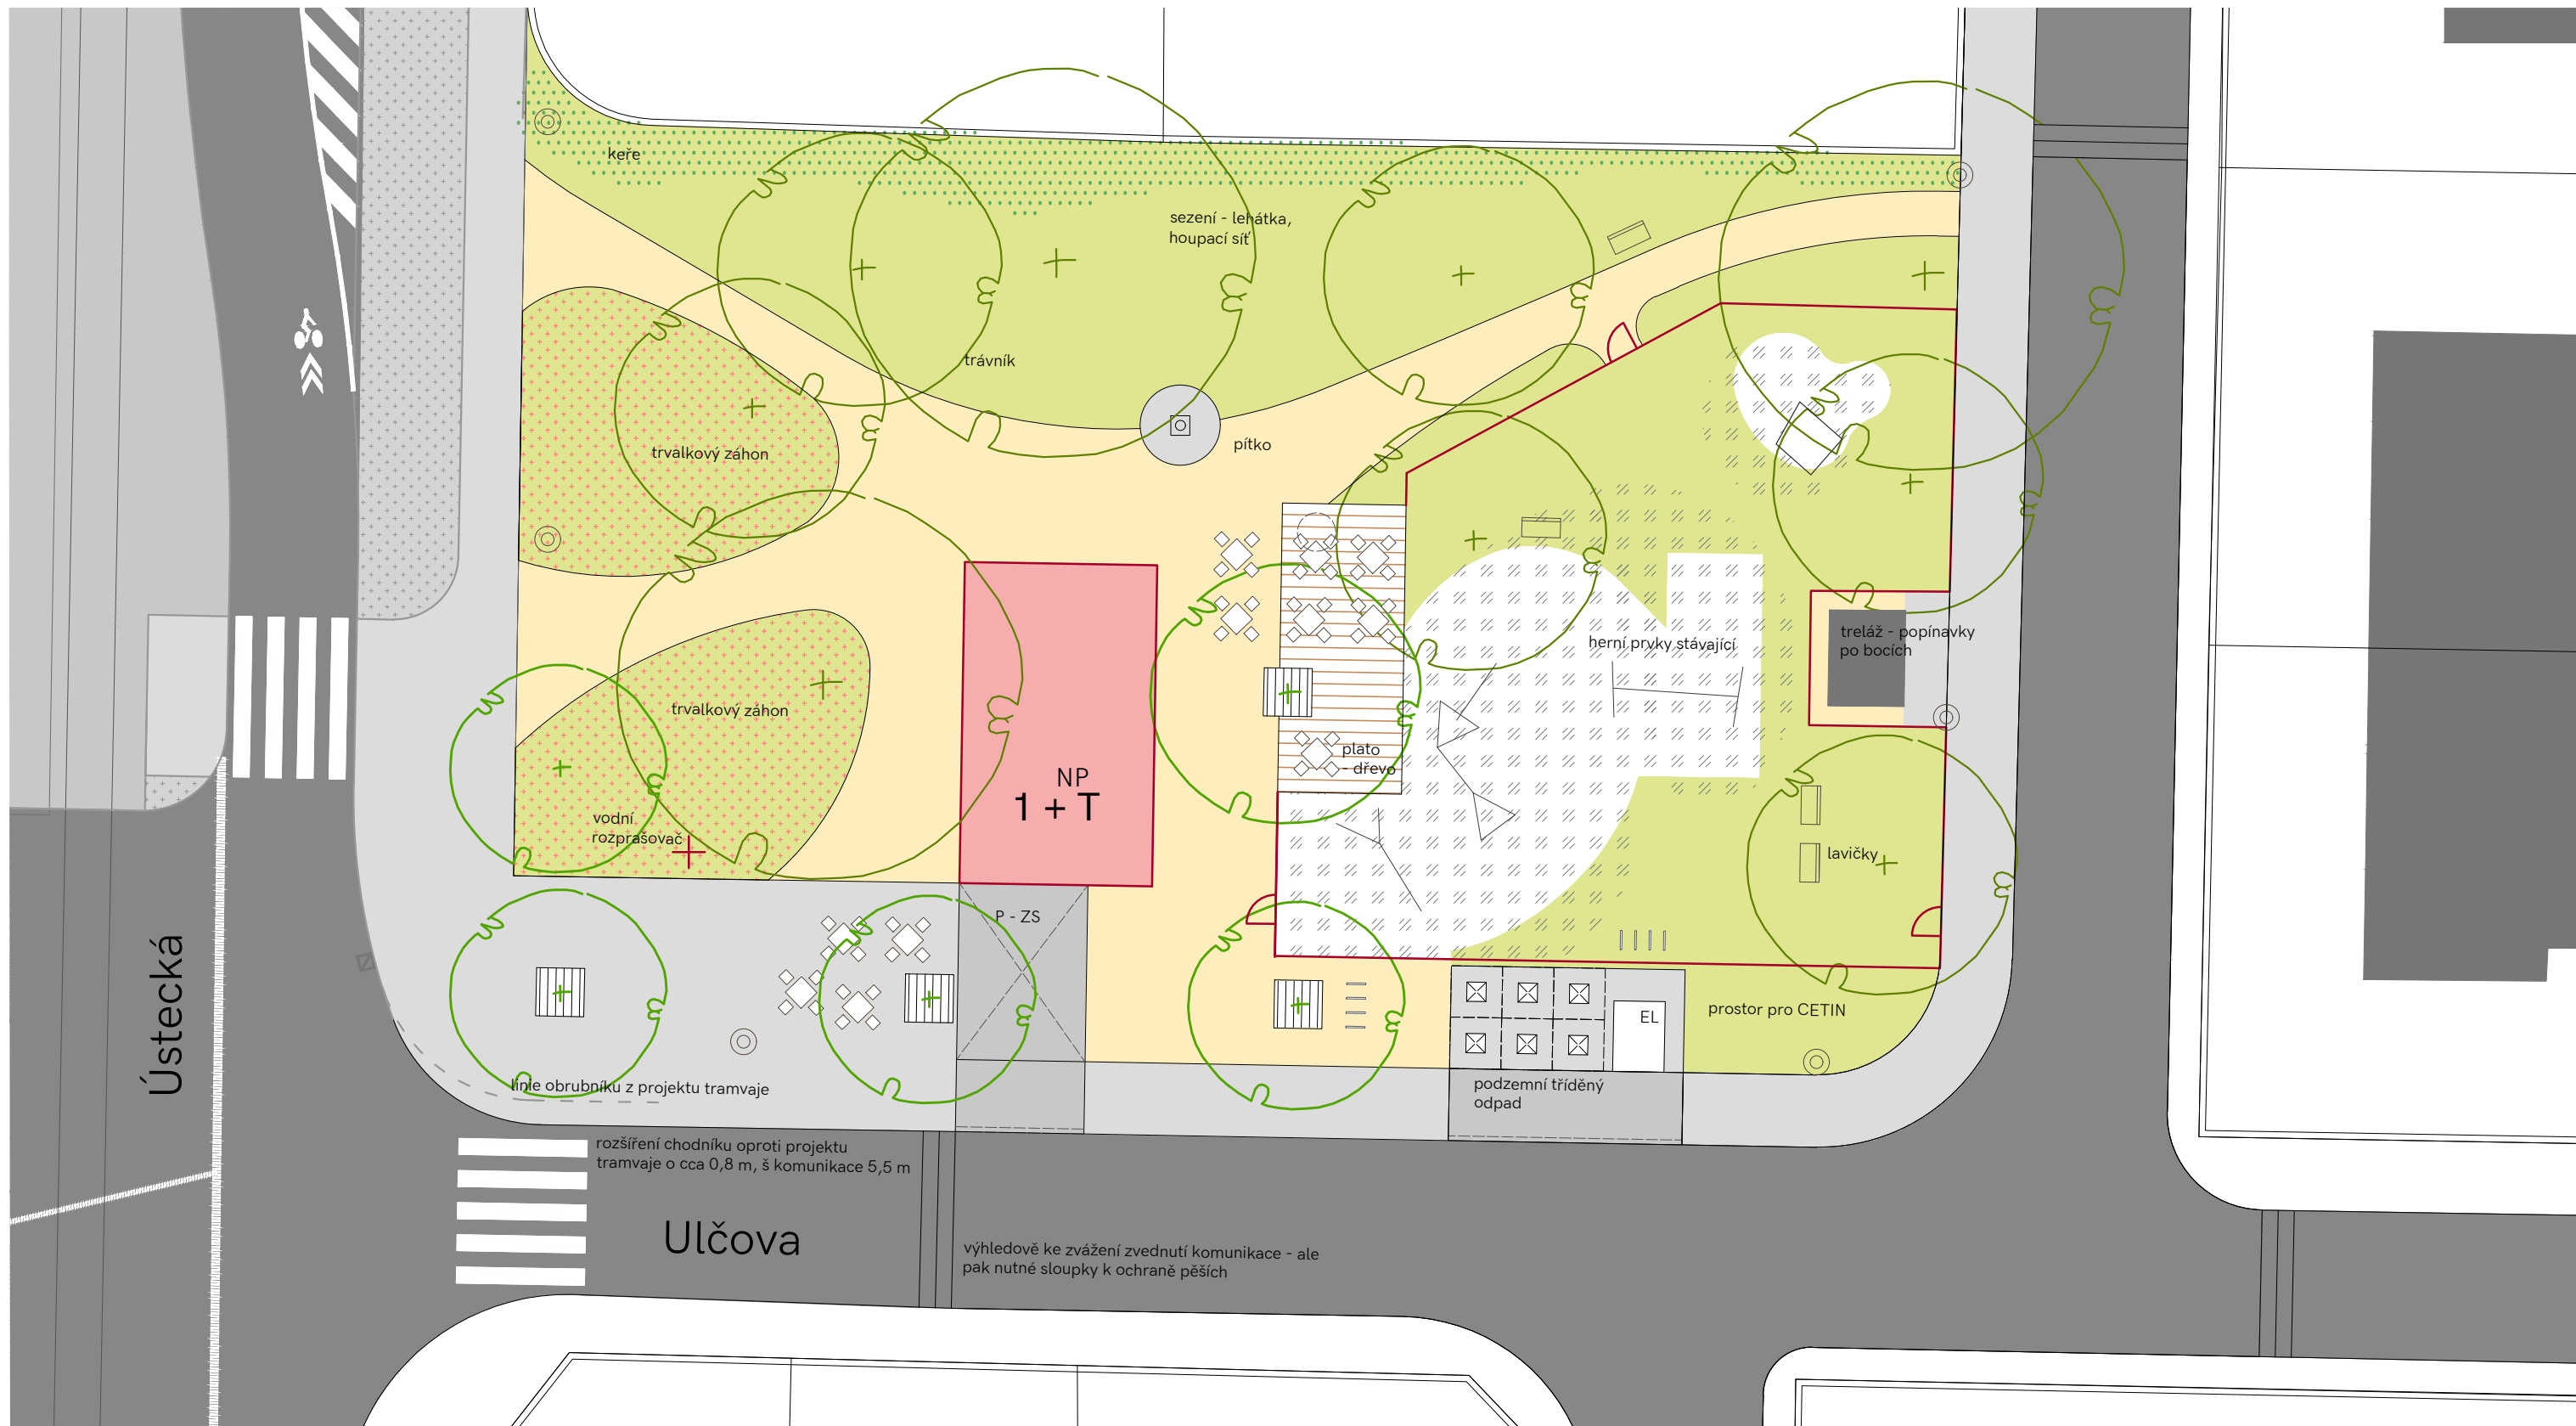 keře
sezení - lehátka,
houpací síť
trávník
pítko
trvalkový záhon
herní prvky stávající
treláž - popínavky
po bocích
trvalkový záhon
plato
- dřevo
NP
1 + T
vodní
rozprašovač
lavičky
P - ZS
prostor pro CETIN
EL
Ústecká
linie obrubníku z projektu tramvaje
podzemní tříděný
odpad
rozšíření chodníku oproti projektu
tramvaje o cca 0,8 m, š komunikace 5,5 m
Ulčova
výhledově ke zvážení zvednutí komunikace - ale
pak nutné sloupky k ochraně pěších